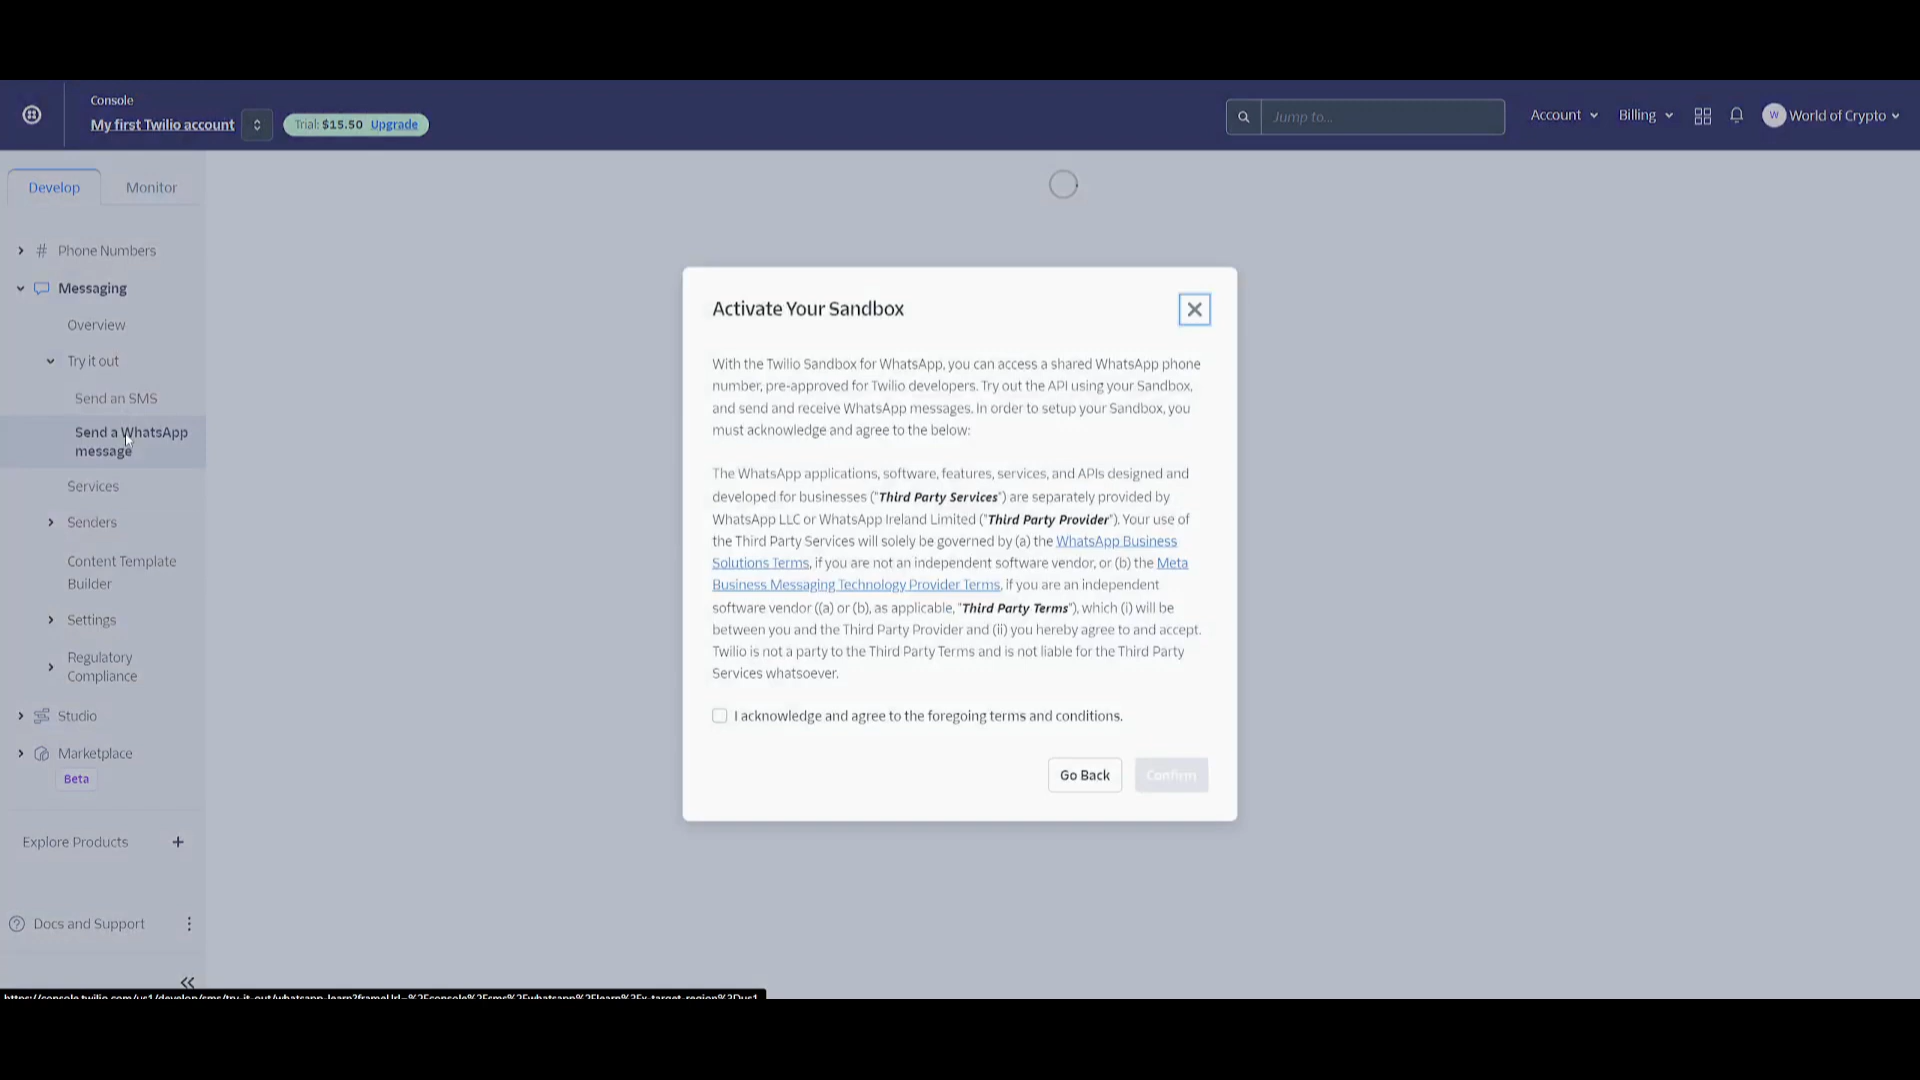 Console
My first Twilio account
Trial: $15.50 Upgrade
Jump to...
Account
Billing
W
World of Crypto
Develop
Monitor
# Phone Numbers
Messaging
Overview
Try it out
Send an SMS
Send a WhatsApp
message
Services
Senders
Content Template
Builder
Settings
Regulatory
Compliance
Studio
Marketplace
Beta
Explore Products +
Docs and Support
Activate Your Sandbox
With the Twilio Sandbox for WhatsApp, you can access a shared WhatsApp phone
number, pre-approved for Twilio developers. Try out the API using your Sandbox,
and send and receive WhatsApp messages. In order to setup your Sandbox, you
must acknowledge and agree to the below:
The WhatsApp applications, software, features, services, and APIs designed and
developed for businesses ("Third Party Services") are separately provided by
WhatsApp LLC or WhatsApp Ireland Limited ("Third Party Provider"). Your use of
the Third Party Services will solely be governed by (a) the WhatsApp Business
Solutions Terms, if you are not an independent software vendor, or (b) the Meta
Business Messaging Technology Provider Terms, if you are an independent
software vendor ((a) or (b), as applicable, "Third Party Terms"), which (i) will be
between you and the Third Party Provider and (ii) you hereby agree to and accept.
Twilio is not a party to the Third Party Terms and is not liable for the Third Party
Services whatsoever.
I acknowledge and agree to the foregoing terms and conditions.
Go Back
Confirm